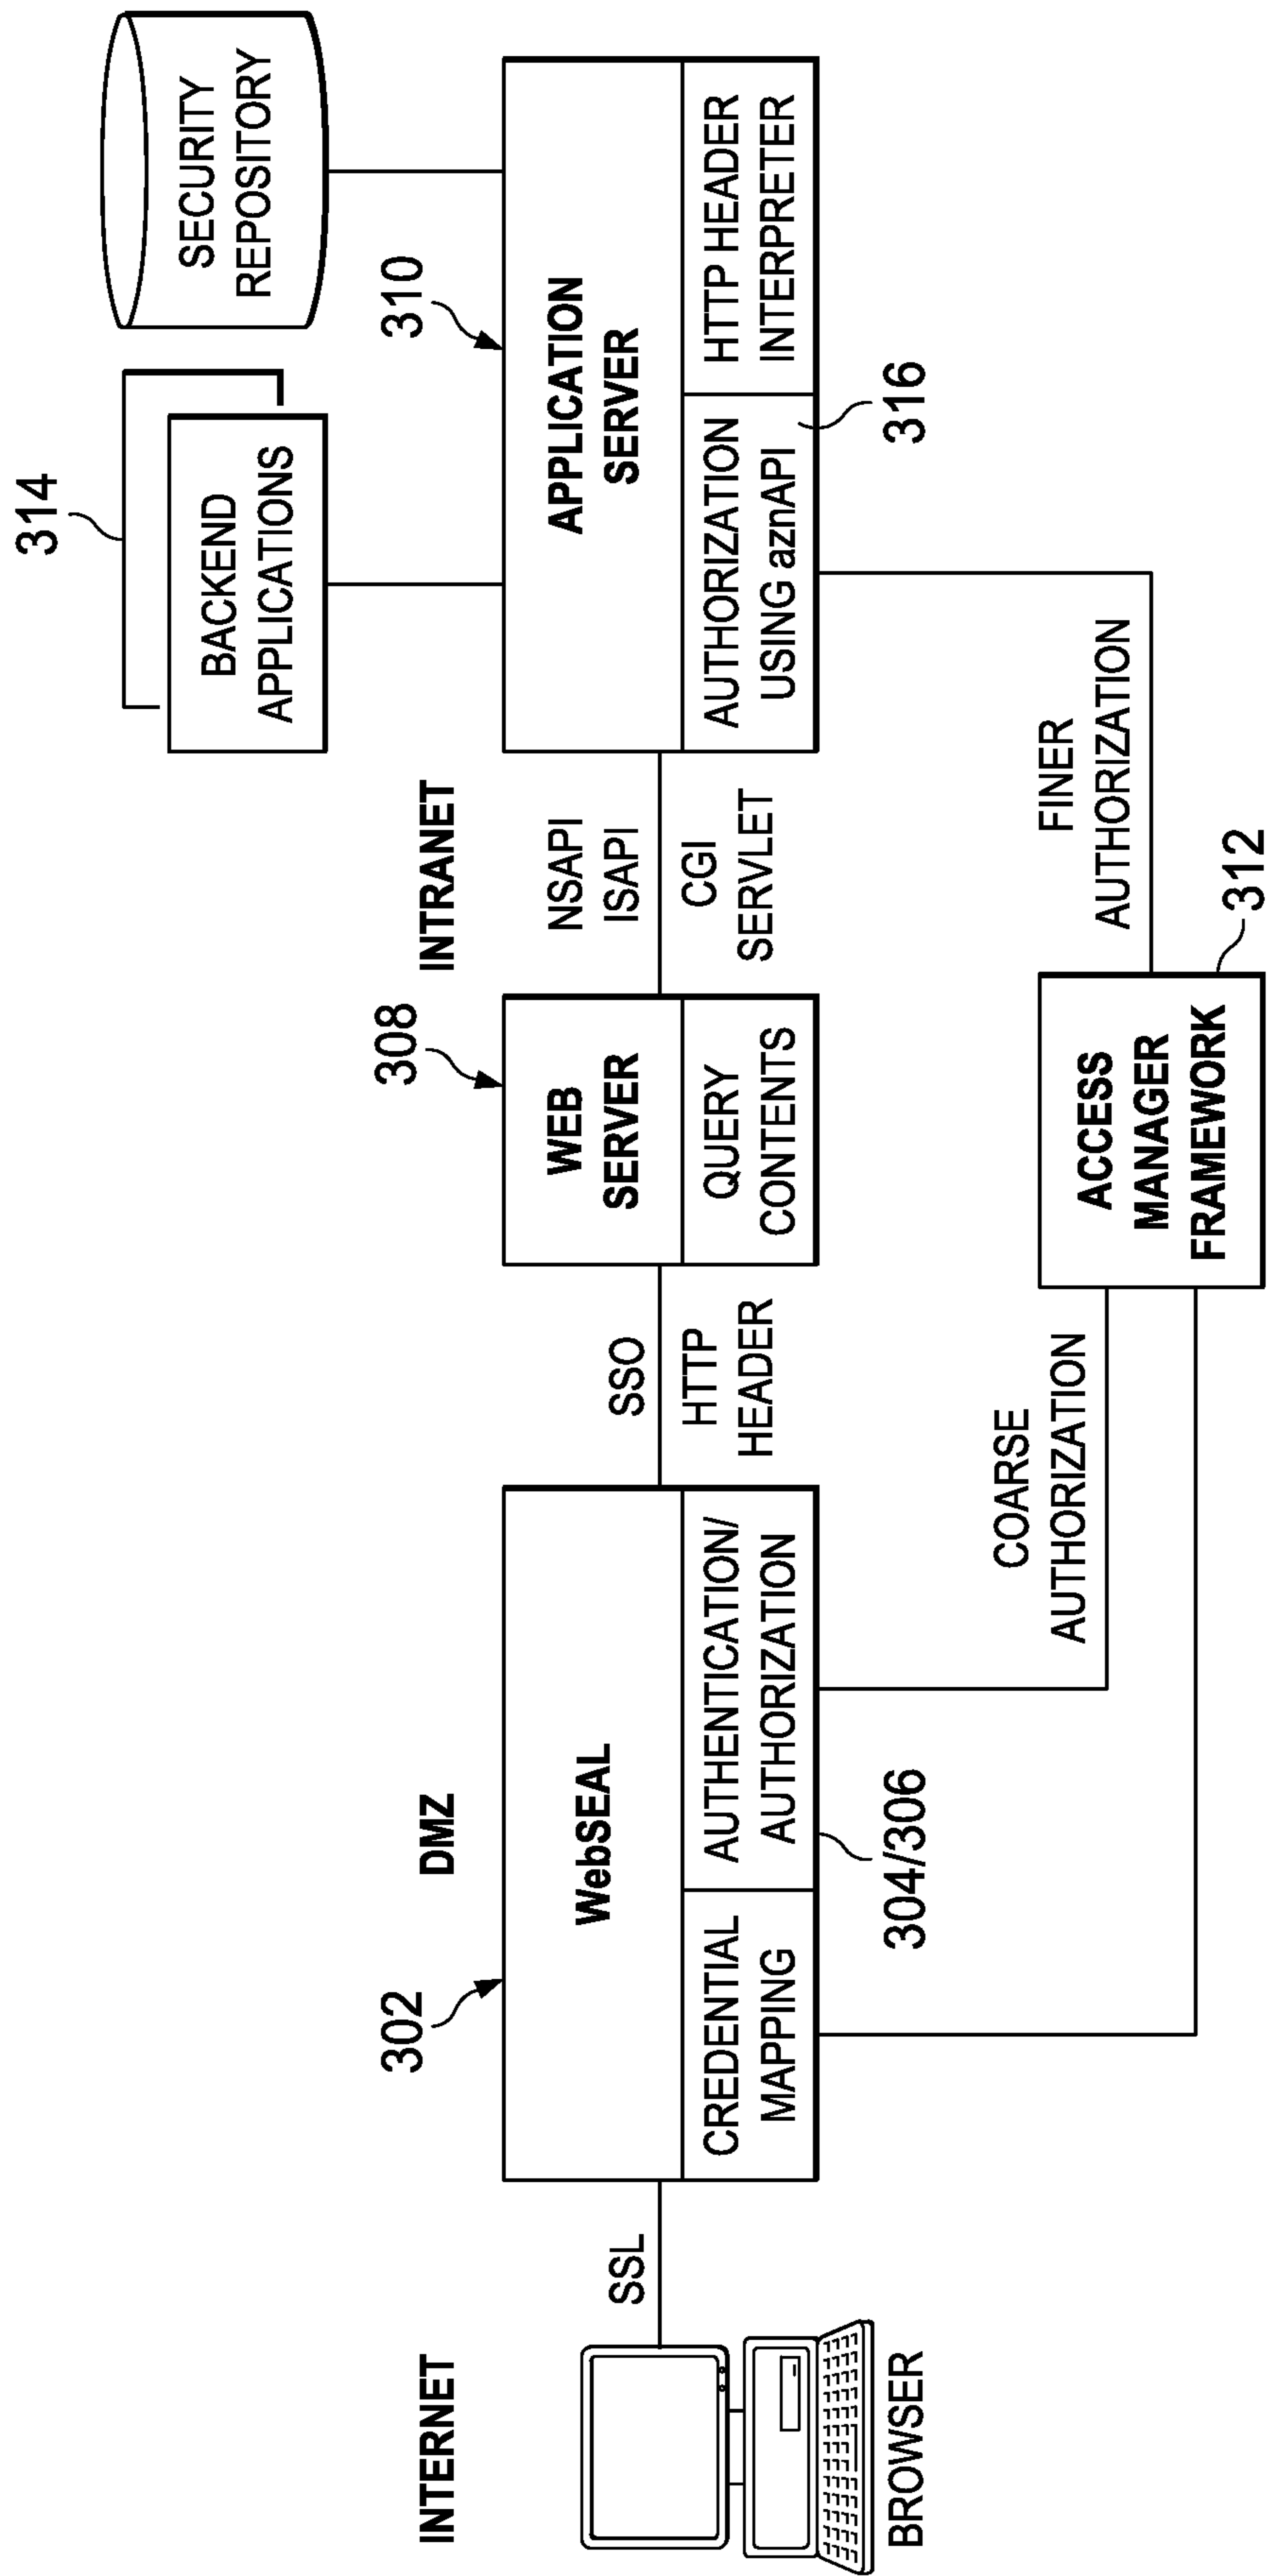 INTERNET
BROWSER
SSL
DMZ
302
WebSEAL
CREDENTIAL
MAPPING
AUTHENTICATION/
AUTHORIZATION
304/306
COARSE
AUTHORIZATION
SSO
HTTP
HEADER
308
WEB
SERVER
QUERY
CONTENTS
ACCESS
MANAGER
FRAMEWORK
312
INTRANET
NSAPI
ISAPI
CGI
SERVLET
FINER
AUTHORIZATION
314
BACKEND
APPLICATIONS
310
APPLICATION
SERVER
AUTHORIZATION
USING aznAPI
316
HTTP HEADER
INTERPRETER
SECURITY
REPOSITORY